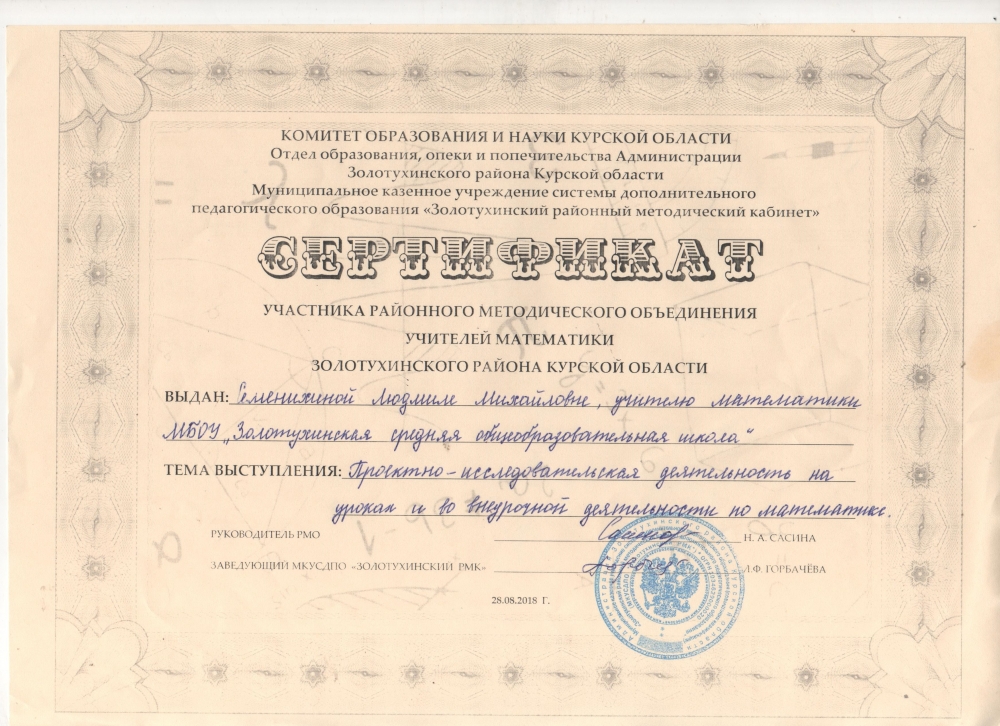 КОМИТЕТ ОБРАЗОВАНИЯ И НАУКИ КУРСКОЙ ОБЛАСТИ
Отдел образования, опеки и попечительства Администрации
Золотухинского района Курской области
Муниципальное казенное учреждение системы дополнительного
педагогического образования «Золотухинский районный методический кабинет»
СЕРТИФИКАТ
УЧАСТНИКА РАЙОННОГО МЕТОДИЧЕСКОГО ОБЪЕДИНЕНИЯ
УЧИТЕЛЕЙ МАТЕМАТИКИ
ЗОЛОТУХИНСКОГО РАЙОНА КУРСКОЙ ОБЛАСТИ
ВЫДАН: Семенихиной Людмиле Михайловне, учителю математики
МБОУ „Золотухинская средняя общеобразовательная школа"
ТЕМА ВЫСТУПЛЕНИЯ: Проектно-исследовательская деятельность на
уроках и во внеурочной деятельности по математике.
РУКОВОДИТЕЛЬ РМО Н. А. САСИНА
ЗАВЕДУЮЩИЙ МКУСДПО «ЗОЛОТУХИНСКИЙ РМК» Л.Ф. ГОРБАЧЁВА
28.08.2018 Г.